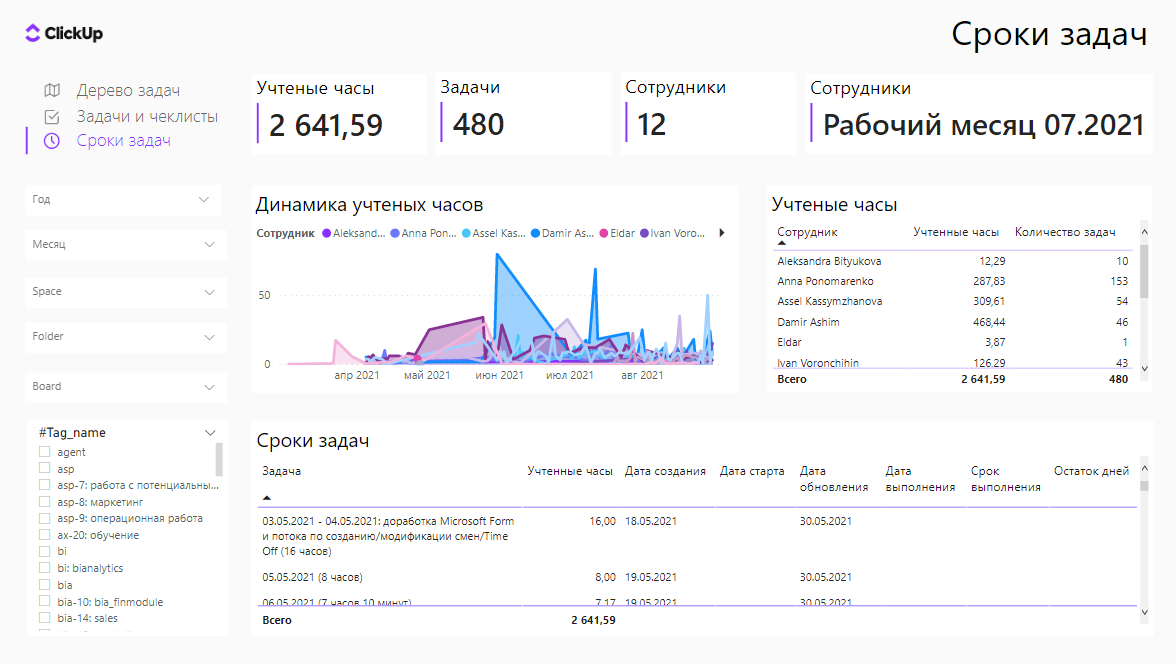 ClickUp
Сроки задач
Дерево задач
Задачи и чеклисты
Сроки задач
Учтеные часы
2 641,59
Задачи
480
Сотрудники
12
Сотрудники
Рабочий месяц 07.2021
Год
Месяц
Space
Folder
Board
#Tag_name
agent
asp
asp-7: работа с потенциальны...
asp-8: маркетинг
asp-9: операционная работа
ax-20: обучение
bi
bi: bianalytics
bia
bia-10: bia_finmodule
bia-14: sales
Динамика учтеных часов
Сотрудник Aleksand... Anna Pon... Assel Kas... Damir As... Eldar Ivan Voro...
50
0
апр 2021 май 2021 июн 2021 июл 2021 авг 2021
Учтеные часы
Сотрудник Учтенные часы Количество задач
Aleksandra Bityukova 12,29 10
Anna Ponomarenko 287,83 153
Assel Kassymzhanova 309,61 54
Damir Ashim 468,44 46
Eldar 3,87 1
Ivan Voronchihin 126,29 43
Всего 2 641,59 480
Сроки задач
Задача Учтенные часы Дата создания Дата старта Дата обновления Дата выполнения Срок выполнения Остаток дней
03.05.2021 - 04.05.2021: доработка Microsoft Form 16,00 18.05.2021 30.05.2021
и потока по созданию/модификации смен/Time
Off (16 часов)
05.05.2021 (8 часов) 8,00 19.05.2021 30.05.2021
06.05.2021 (7 часов 10 минут) 7,17 19.05.2021 30.05.2021
Всего 2 641,59